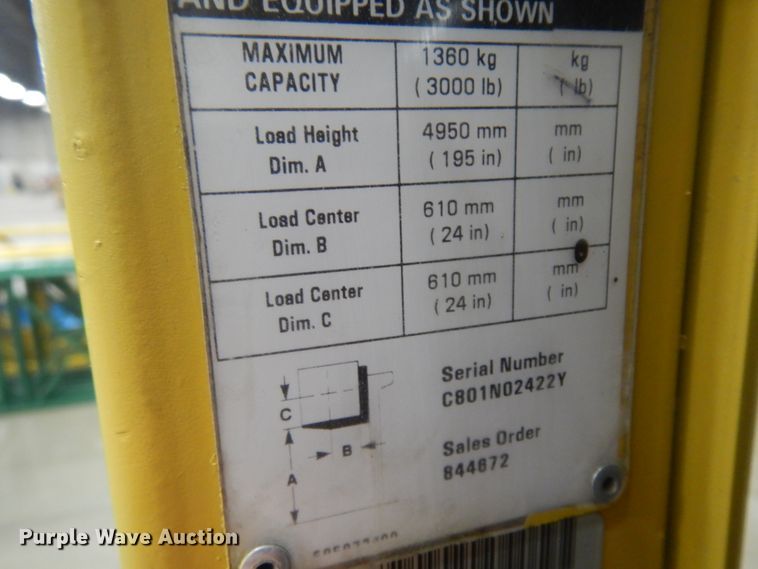 AND EQUIPPED AS SHOWN
MAXIMUM CAPACITY 1360 kg (3000 lb) kg (lb)
Load Height Dim. A 4950 mm (195 in) mm (in)
Load Center Dim. B 610 mm (24 in) mm (in)
Load Center Dim. C 610 mm (24 in) mm (in)
C
B
A
Serial Number
C801N02422Y
Sales Order
844672
Purple Wave Auction